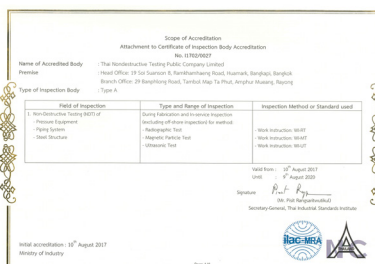 Scope of Accreditation
Attachment to Certificate of Inspection Body Accreditation
No. I1702/0027
Name of Accredited Body : Thai Nondestructive Testing Public Company Limited
Premise : Head Office: 19 Soi Suanson 8, Ramkhamhaeng Road, Huamark, Bangkapi, Bangkok
Branch Office: 29 Banphlong Road, Tambol Map Ta Phut, Amphur Mueang, Rayong
Type of Inspection Body : Type A
Field of Inspection Type and Range of Inspection Inspection Method or Standard used
1. Non-Destructive Testing (NDT) of During Fabrication and In-service Inspection
- Pressure Equipment (excluding off-shore inspection) for method:
- Piping System - Radiographic Test - Work Instruction: WI-RT
- Steel Structure - Magnetic Particle Test - Work Instruction: WI-MT
- Ultrasonic Test - Work Instruction: WI-UT
Valid from : 10th August 2017
Until : 9th August 2020
Signature
(Mr. Pisit Rangsaritwutikul)
Secretary-General, Thai Industrial Standards Institute
Initial accreditation : 10th August 2017
Ministry of Industry
ilac-MRA